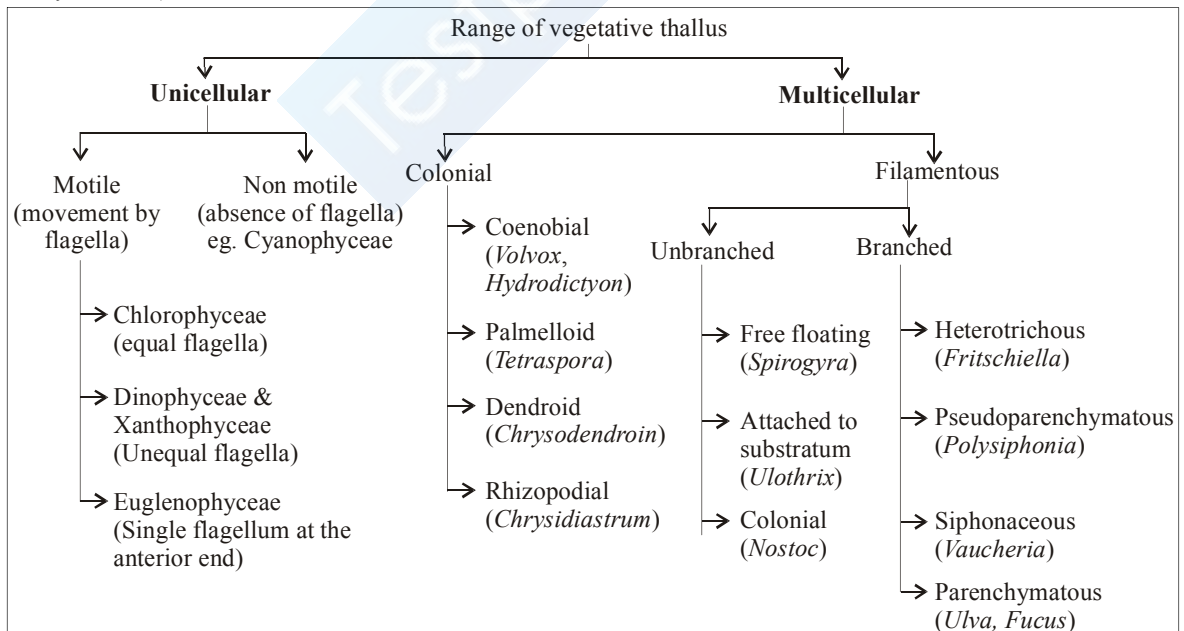 Range of vegetative thallus
Unicellular
Multicellular
Motile
(movement by
flagella)
Non motile
(absence of flagella)
eg. Cyanophyceae
Chlorophyceae
(equal flagella)
Dinophyceae &
Xanthophyceae
(Unequal flagella)
Euglenophyceae
(Single flagellum at the
anterior end)
Colonial
Coenobial
(Volvox,
Hydrodictyon)
Palmelloid
(Tetraspora)
Dendroid
(Chrysodendroin)
Rhizopodial
(Chrysidiastrum)
Filamentous
Unbranched
Free floating
(Spirogyra)
Attached to
substratum
(Ulothrix)
Colonial
(Nostoc)
Branched
Heterotrichous
(Fritschiella)
Pseudoparenchymatous
(Polysiphonia)
Siphonaceous
(Vaucheria)
Parenchymatous
(Ulva, Fucus)